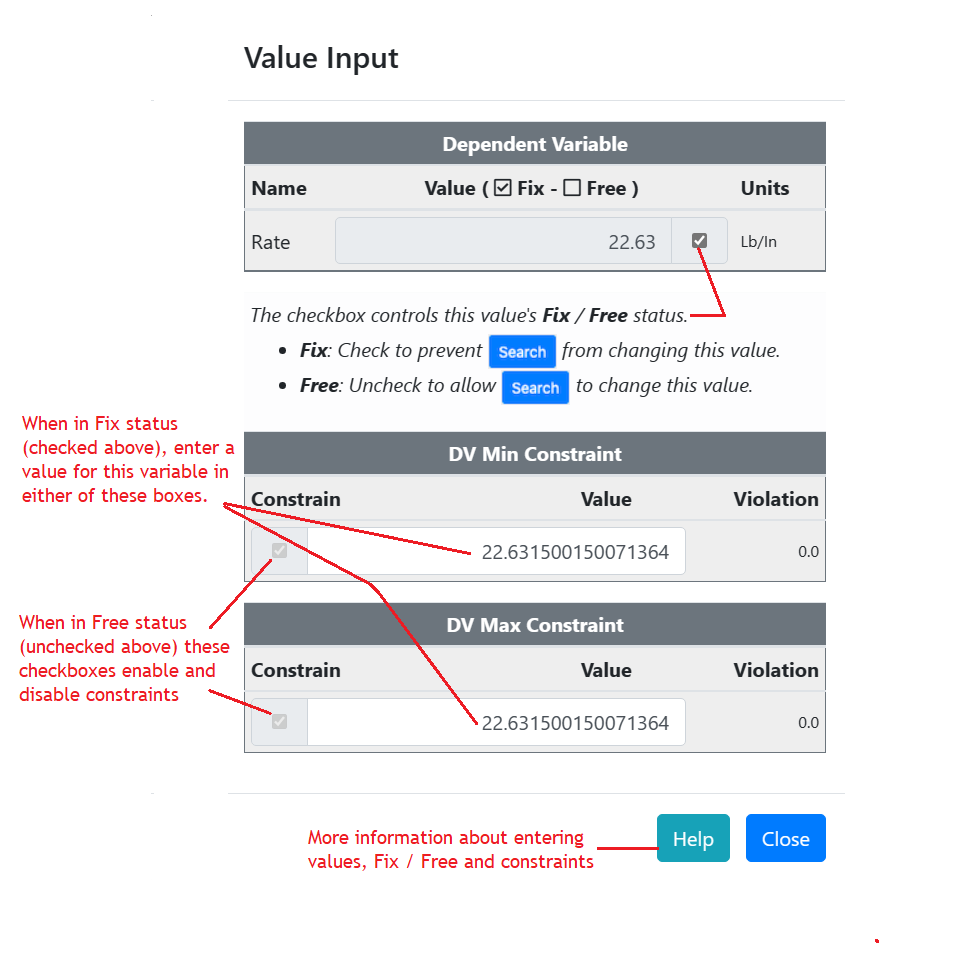 Value Input
Dependent Variable
Name Value ( ☑ Fix - ☐ Free ) Units
Rate 22.63 Lb/In
The checkbox controls this value's Fix / Free status.
• Fix: Check to prevent Search from changing this value.
• Free: Uncheck to allow Search to change this value.
When in Fix status
(checked above), enter a
value for this variable in
either of these boxes.
DV Min Constraint
Constrain Value Violation
22.631500150071364 0.0
When in Free status
(unchecked above) these
checkboxes enable and
disable constraints
DV Max Constraint
Constrain Value Violation
22.631500150071364 0.0
More information about entering
values, Fix / Free and constraints
Help Close